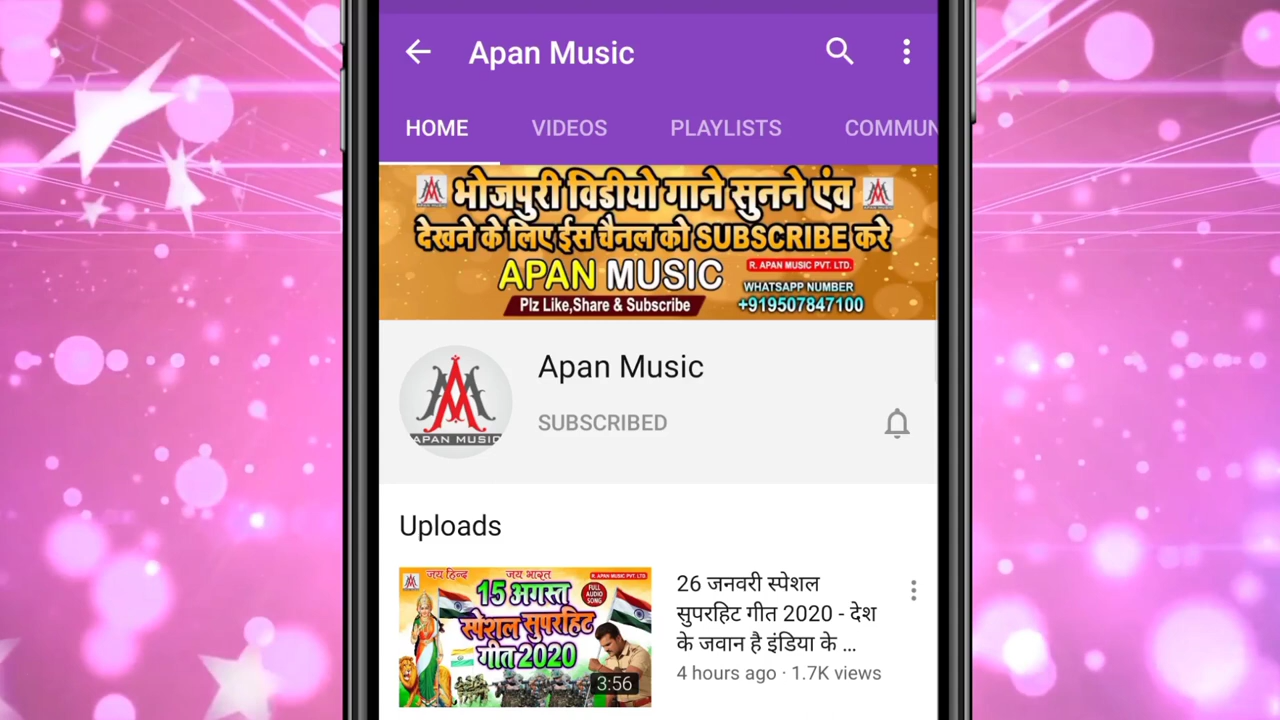 Apan Music
HOME VIDEOS PLAYLISTS COMMUN
भोजपुरी विडीयो गाने सुनने एंव
देखने के लिए ईस चैनल को SUBSCRIBE करे
APAN MUSIC
R. APAN MUSIC PVT. LTD.
WHATSAPP NUMBER
Plz Like,Share & Subscribe
+919507847100
Apan Music
SUBSCRIBED
APAN MUSIC
Uploads
जय हिन्द जय भारत
R. APAN MUSIC PVT. LTD
15 अगस्त
FULL
AUDIO
SONG
स्पेशल सुपरहिट
गीत 2020
3:56
26 जनवरी स्पेशल
सुपरहिट गीत 2020 - देश
के जवान है इंडिया के ...
4 hours ago · 1.7K views